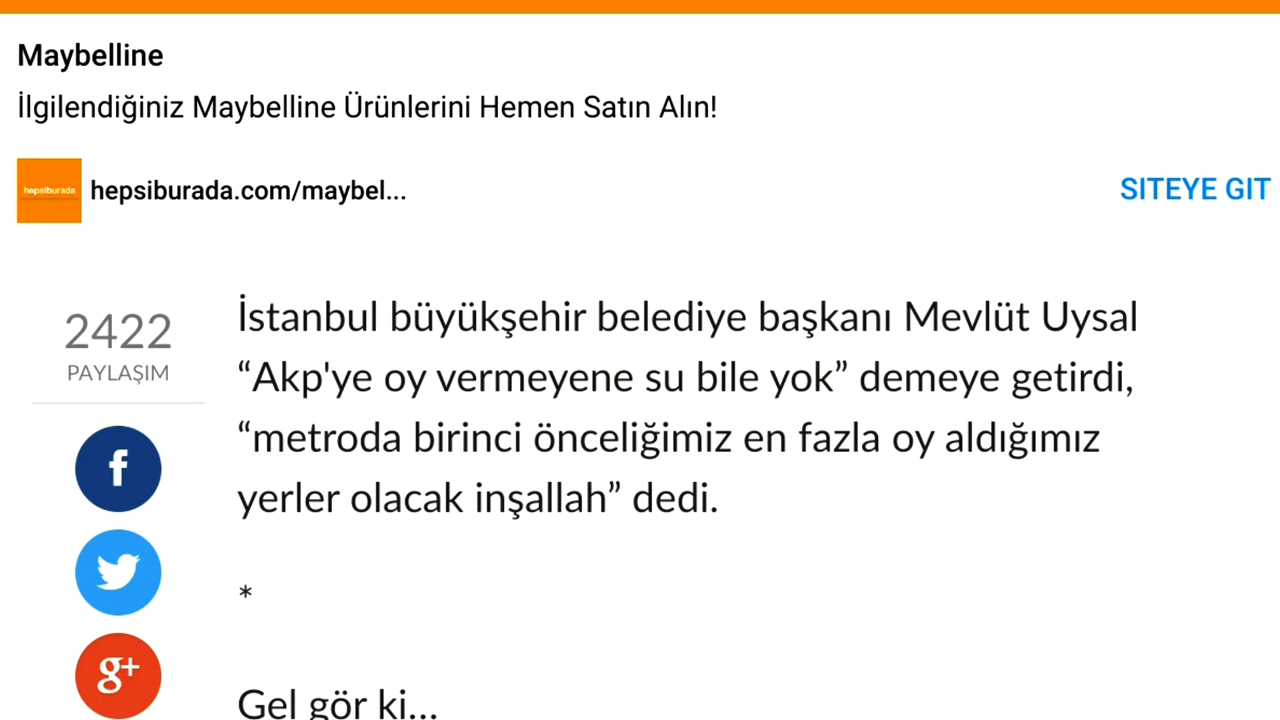 Maybelline
İlgilendiğiniz Maybelline Ürünlerini Hemen Satın Alın!
hepsiburada
hepsiburada.com/maybel...
SITEYE GIT
2422
PAYLAŞIM
f
g+
İstanbul büyükşehir belediye başkanı Mevlüt Uysal
“Akp'ye oy vermeyene su bile yok” demeye getirdi,
“metroda birinci önceliğimiz en fazla oy aldığımız
yerler olacak inşallah” dedi.
*
Gel gör ki...